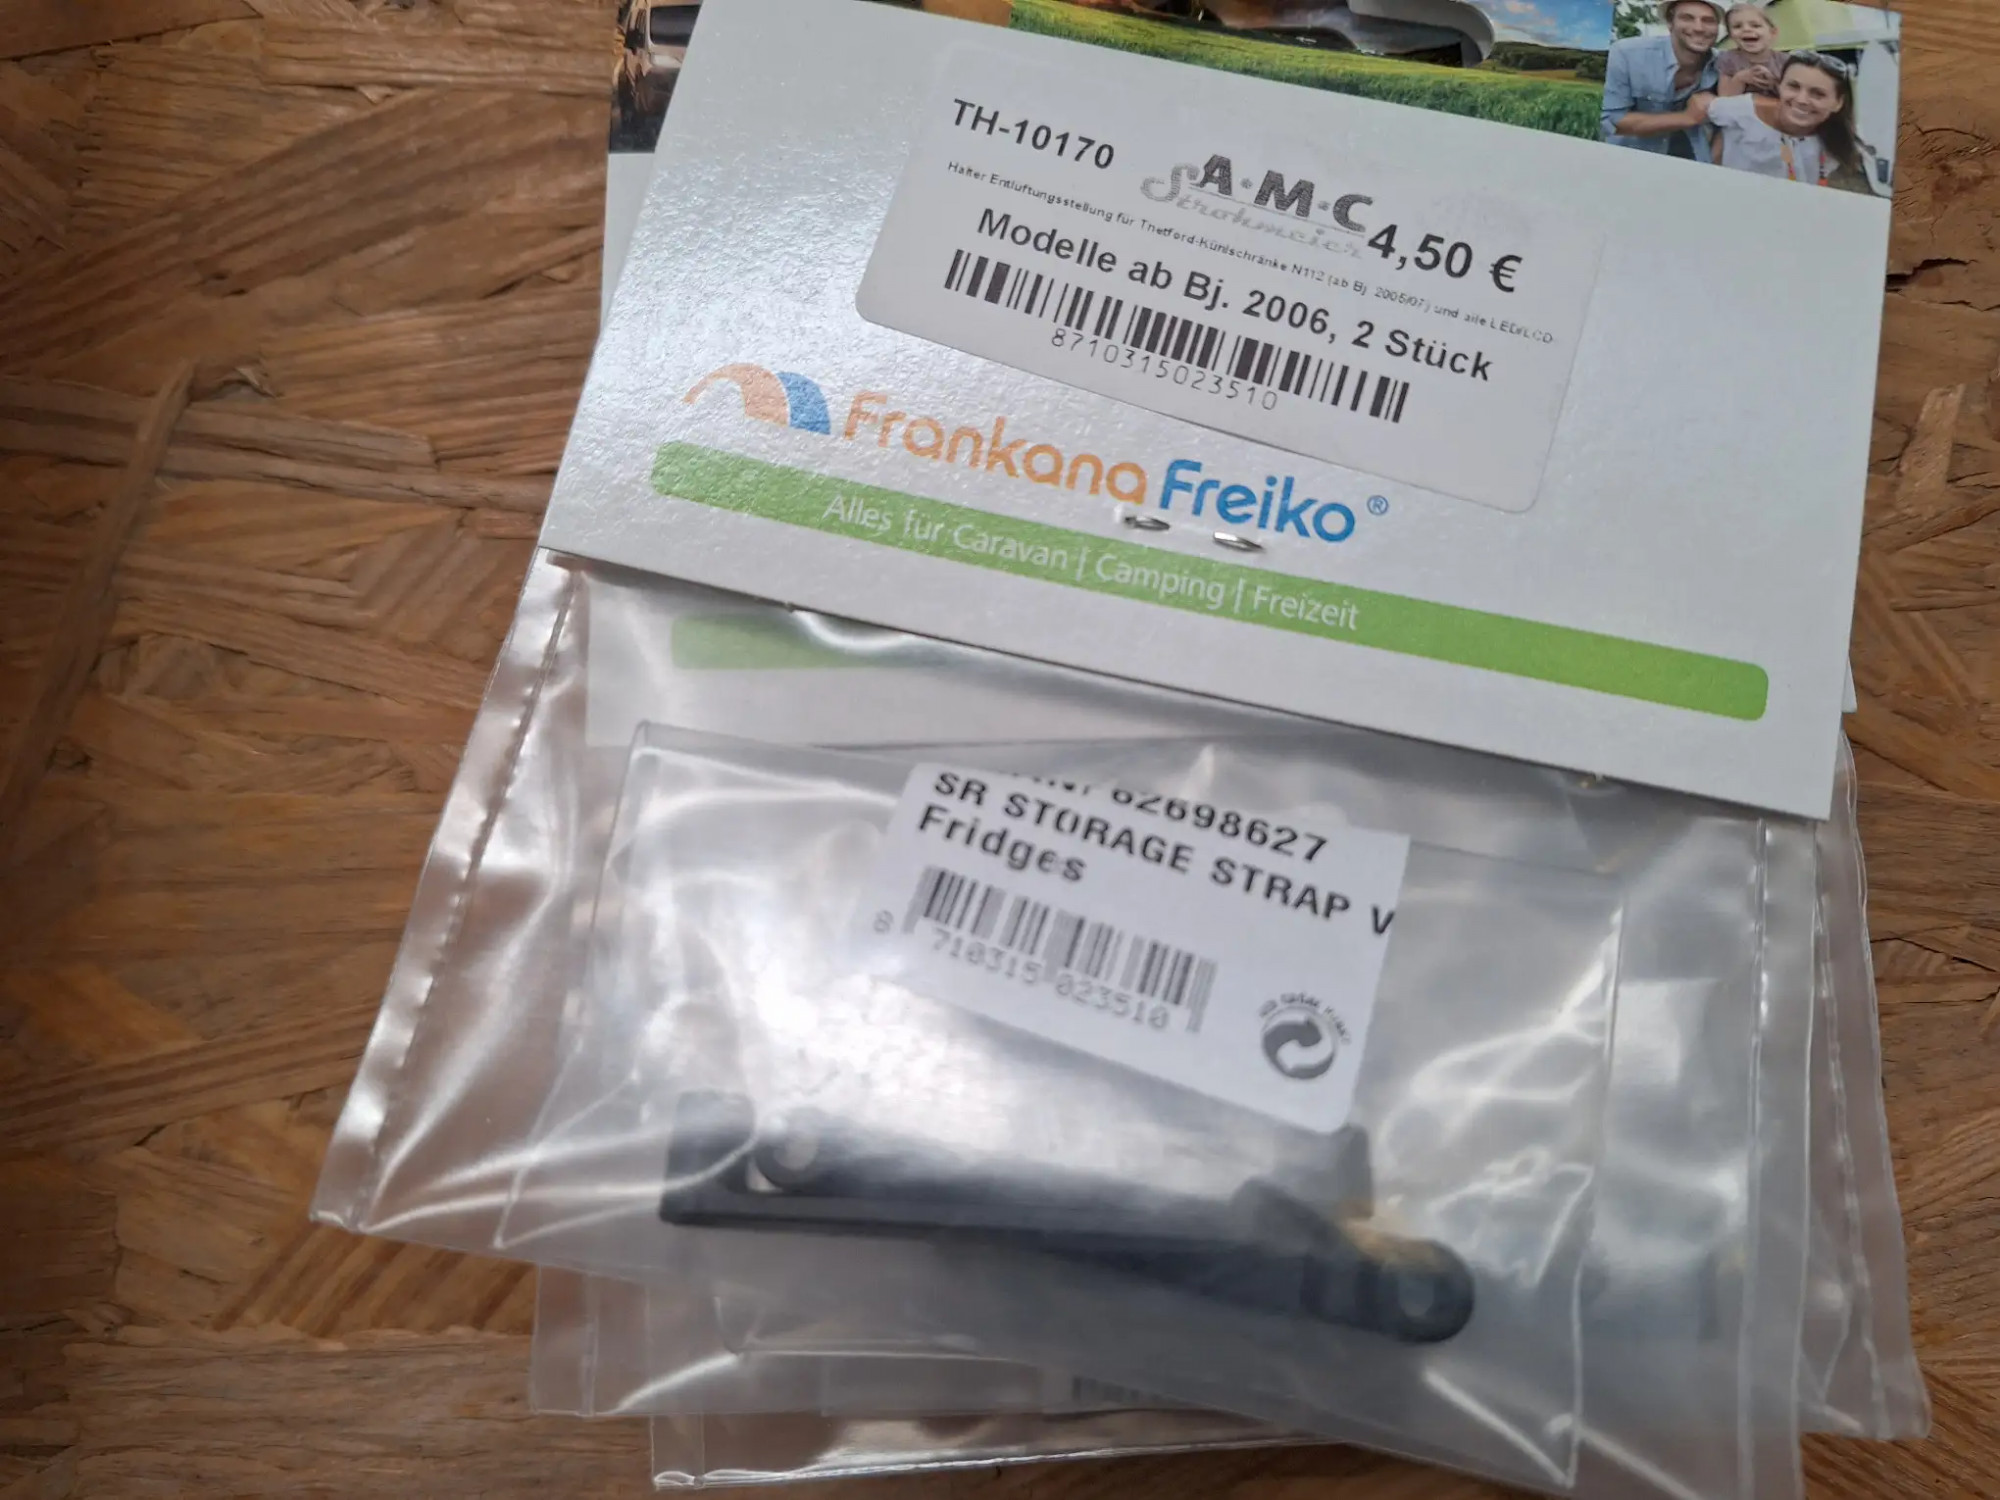 TH-10170
A·M·C
Strohmeier
4,50 €
Halter Entlüftungsstellung für Thetford-Kühlschränke N112 (ab Bj. 2005/07) und alle LED/LCD-
Modelle ab Bj. 2006, 2 Stück
8710315023510
Frankana Freiko ®
Alles für Caravan | Camping | Freizeit
62698627
SR STORAGE STRAP V
Fridges
8 710315 023510